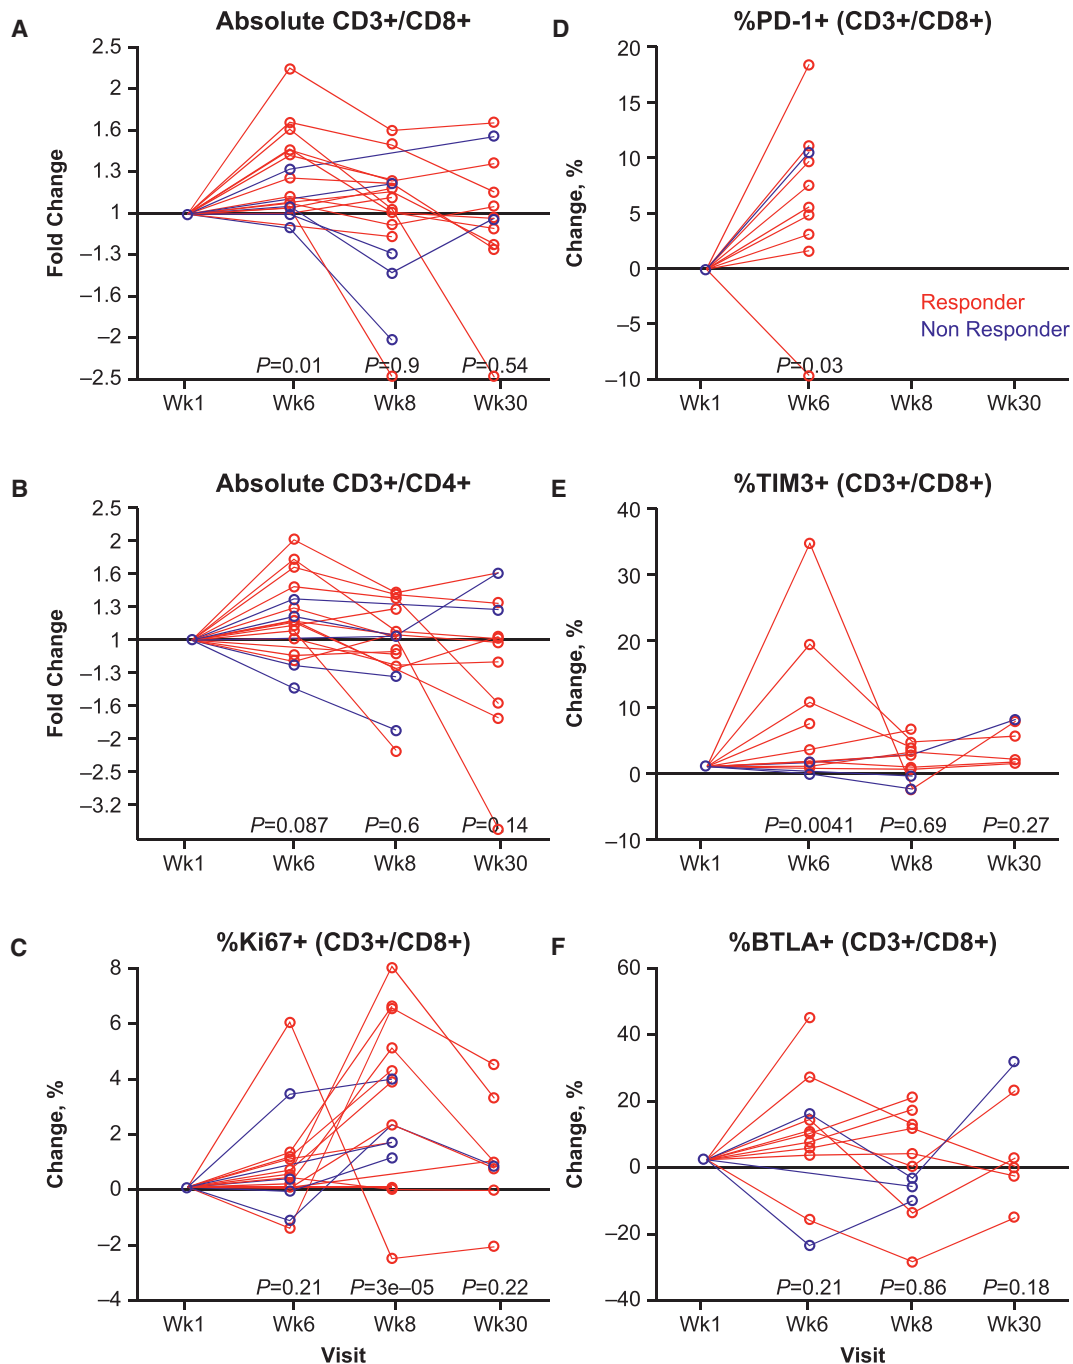 A
Absolute CD3+/CD8+
Fold Change
2.5
2
1.6
1.3
1
–1.3
–1.6
–2
–2.5
P=0.01
P=0.9
P=0.54
Wk1
Wk6
Wk8
Wk30
B
Absolute CD3+/CD4+
Fold Change
2.5
2
1.6
1.3
1
–1.3
–1.6
–2
–2.5
–3.2
P=0.087
P=0.6
P=0.14
Wk1
Wk6
Wk8
Wk30
C
%Ki67+ (CD3+/CD8+)
Change, %
8
6
4
2
0
–2
–4
P=0.21
P=3e–05
P=0.22
Wk1
Wk6
Wk8
Wk30
Visit
D
%PD-1+ (CD3+/CD8+)
Change, %
20
15
10
5
0
–5
–10
Responder
Non Responder
P=0.03
Wk1
Wk6
Wk8
Wk30
E
%TIM3+ (CD3+/CD8+)
Change, %
40
30
20
10
0
–10
P=0.0041
P=0.69
P=0.27
Wk1
Wk6
Wk8
Wk30
F
%BTLA+ (CD3+/CD8+)
Change, %
60
40
20
0
–20
–40
P=0.21
P=0.86
P=0.18
Wk1
Wk6
Wk8
Wk30
Visit